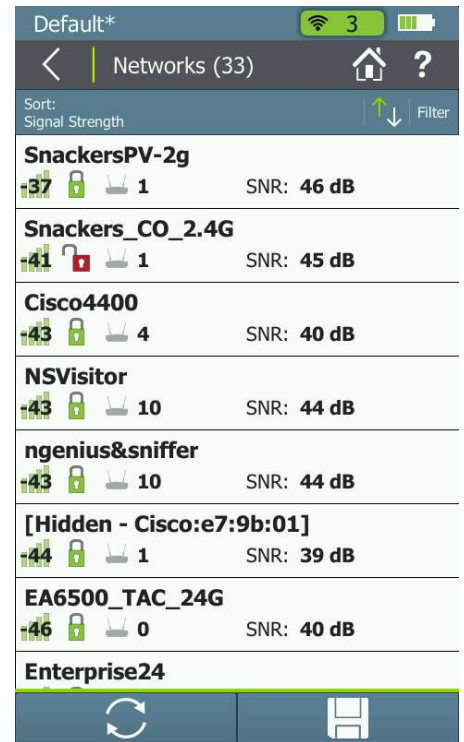 Default*
3
Networks (33)
?
Sort:
Signal Strength
Filter
SnackersPV-2g
-37 1 SNR: 46 dB
Snackers_CO_2.4G
-41 1 SNR: 45 dB
Cisco4400
-43 4 SNR: 40 dB
NSVisitor
-43 10 SNR: 44 dB
ngenius&sniffer
-43 10 SNR: 44 dB
[Hidden - Cisco:e7:9b:01]
-44 1 SNR: 39 dB
EA6500_TAC_24G
-46 0 SNR: 40 dB
Enterprise24